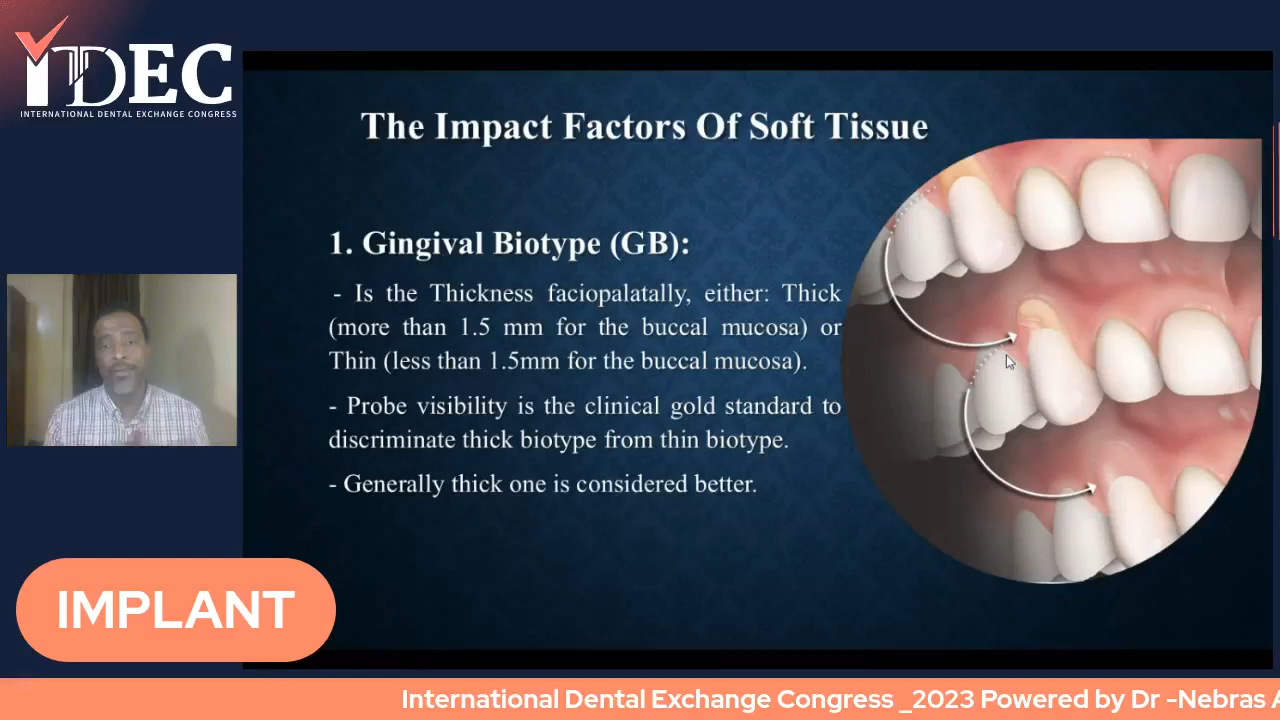 iTDEC
INTERNATIONAL DENTAL EXCHANGE CONGRESS
The Impact Factors Of Soft Tissue
1. Gingival Biotype (GB):
- Is the Thickness faciopalatally, either: Thick
(more than 1.5 mm for the buccal mucosa) or
Thin (less than 1.5mm for the buccal mucosa).
- Probe visibility is the clinical gold standard to
discriminate thick biotype from thin biotype.
- Generally thick one is considered better.
IMPLANT
International Dental Exchange Congress _2023 Powered by Dr -Nebras A